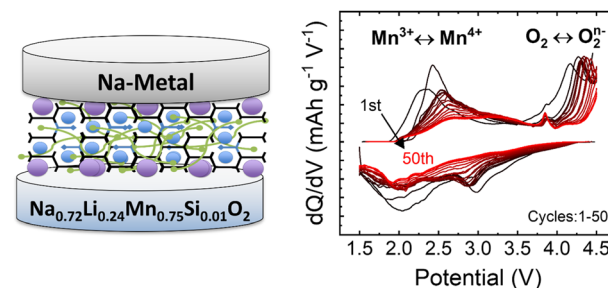 Na-Metal
Na0.72Li0.24Mn0.75Si0.01O2
Mn3+↔Mn4+
O2↔O2n-
1st
50th
Cycles:1-50
1.5 2.0 2.5 3.0 3.5 4.0 4.5
Potential (V)
dQ/dV (mAh g-1 V-1)